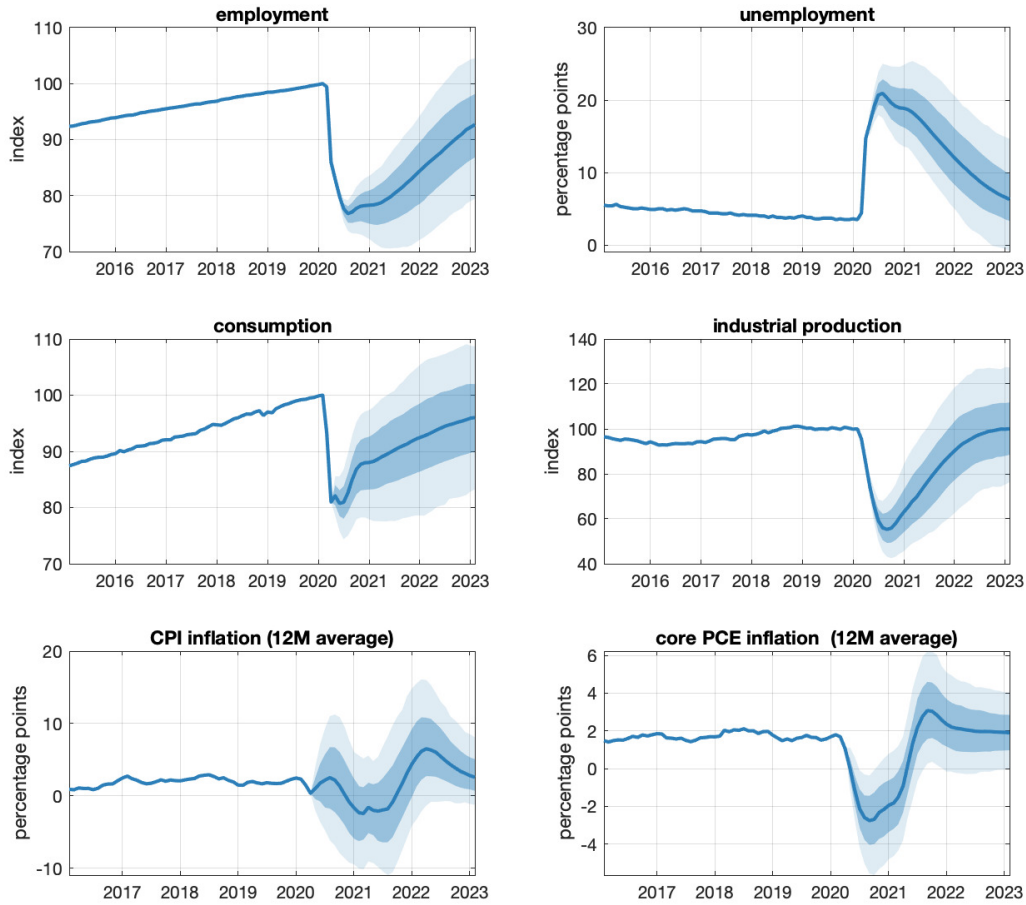 employment
110
100
90
80
70
index
2016 2017 2018 2019 2020 2021 2022 2023
unemployment
30
20
10
0
percentage points
2016 2017 2018 2019 2020 2021 2022 2023
consumption
110
100
90
80
70
index
2016 2017 2018 2019 2020 2021 2022 2023
industrial production
140
120
100
80
60
40
index
2016 2017 2018 2019 2020 2021 2022 2023
CPI inflation (12M average)
20
10
0
-10
percentage points
2017 2018 2019 2020 2021 2022 2023
core PCE inflation (12M average)
6
4
2
0
-2
-4
percentage points
2017 2018 2019 2020 2021 2022 2023